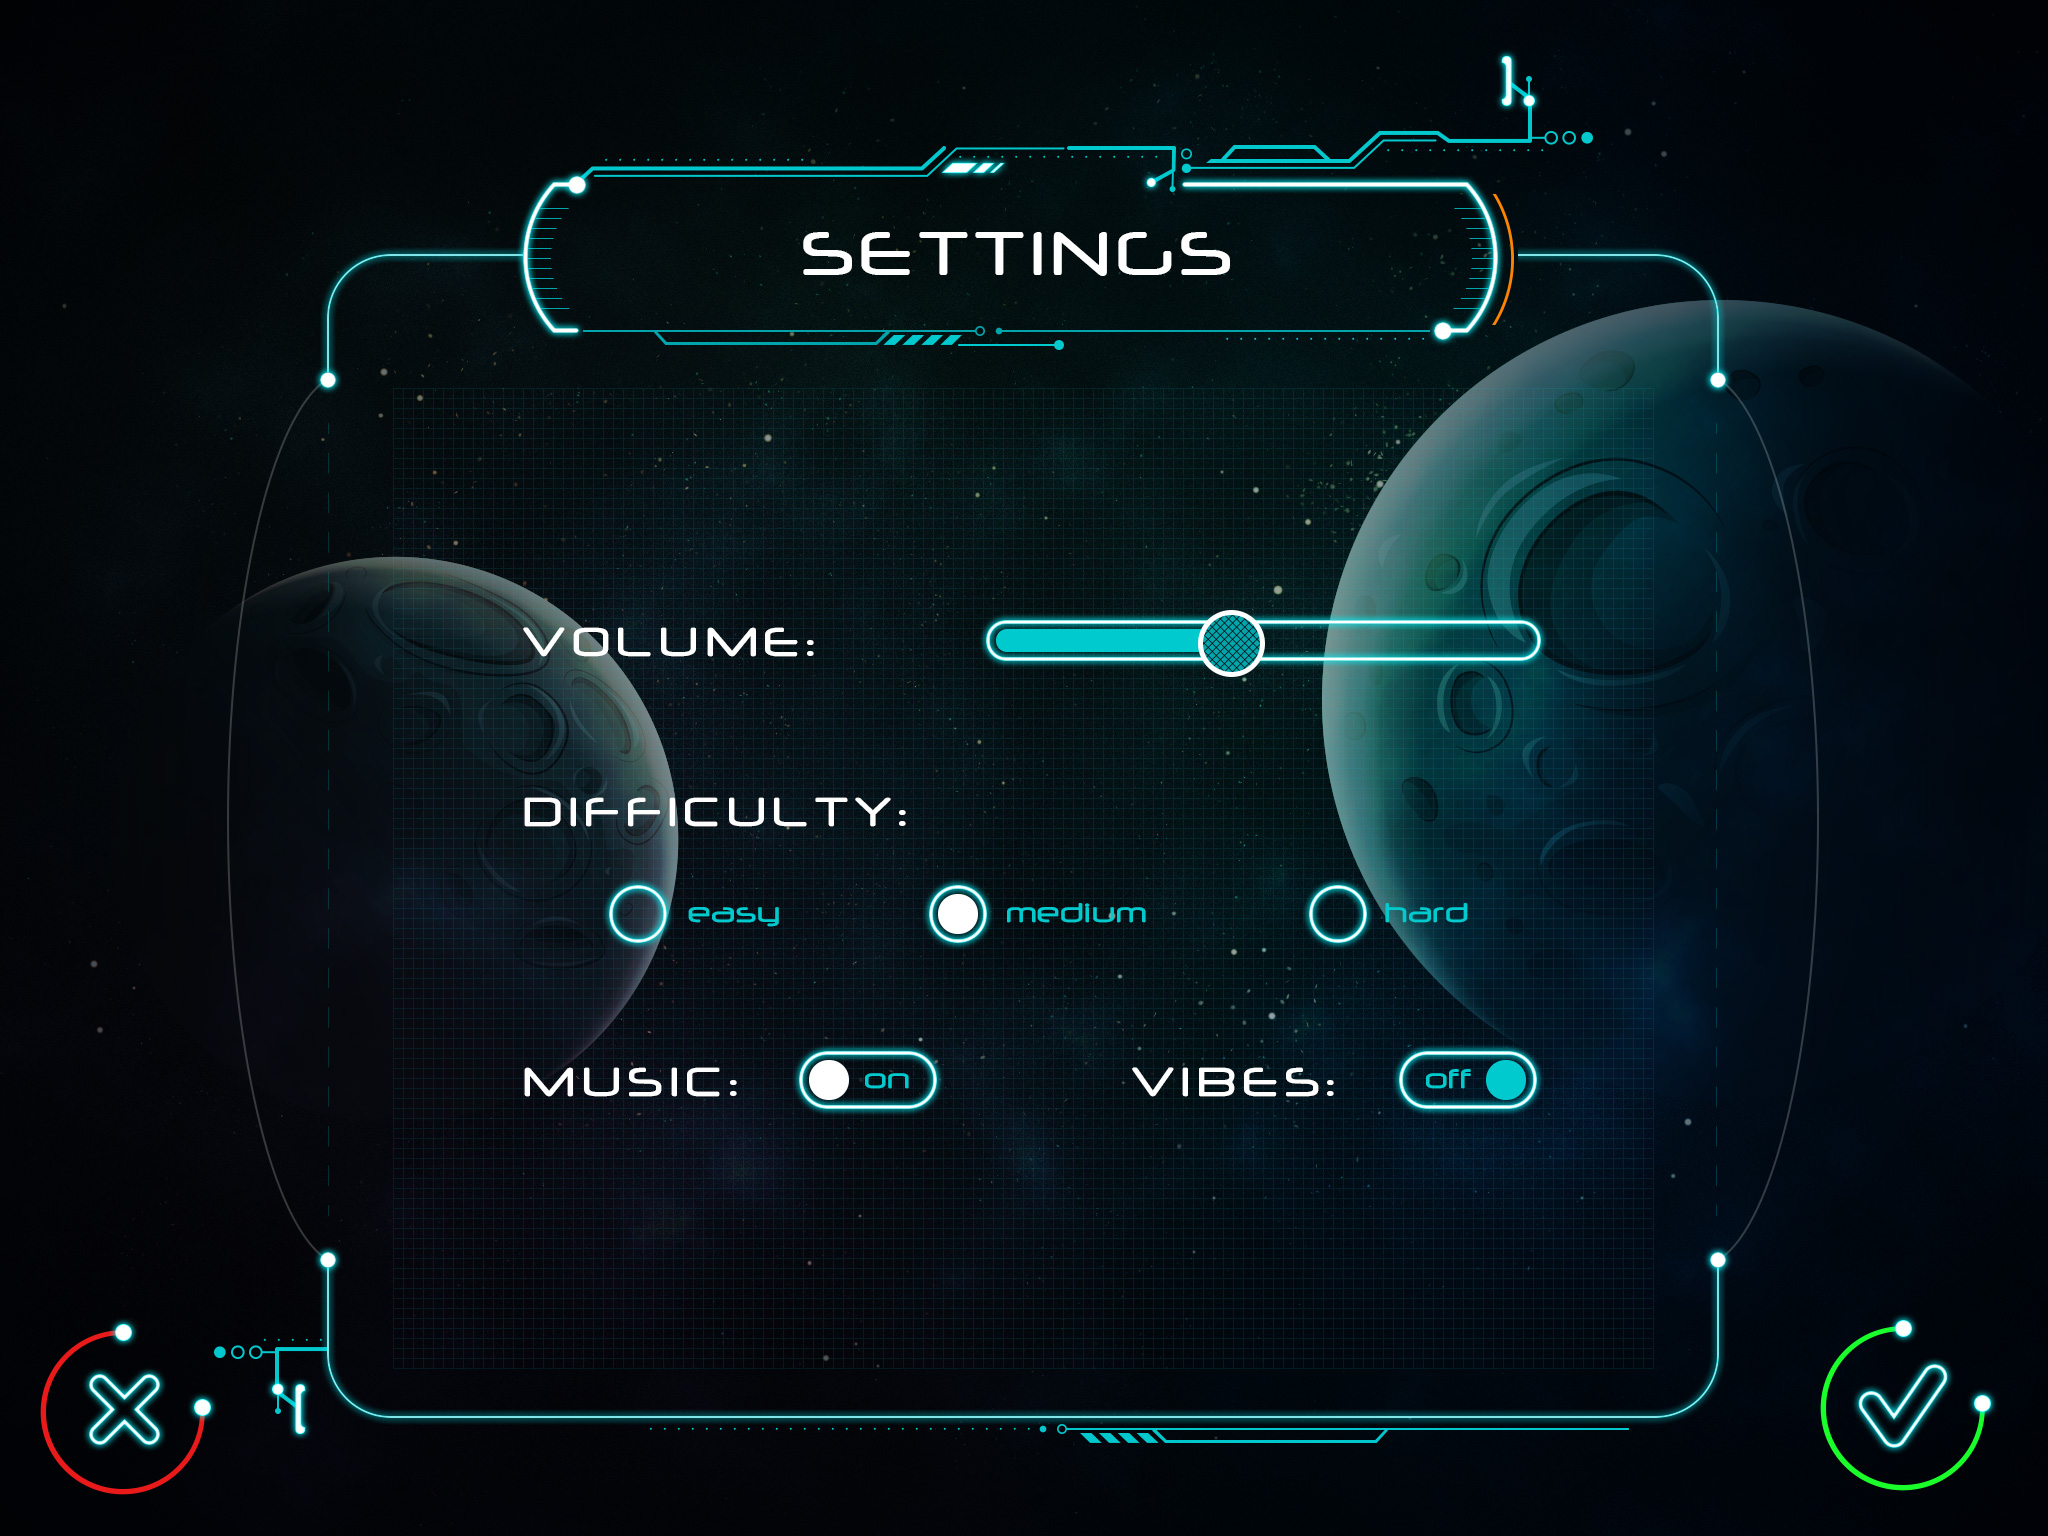 SETTINGS
VOLUME:
DIFFICULTY:
easy medium hard
MUSIC: on VIBES: off